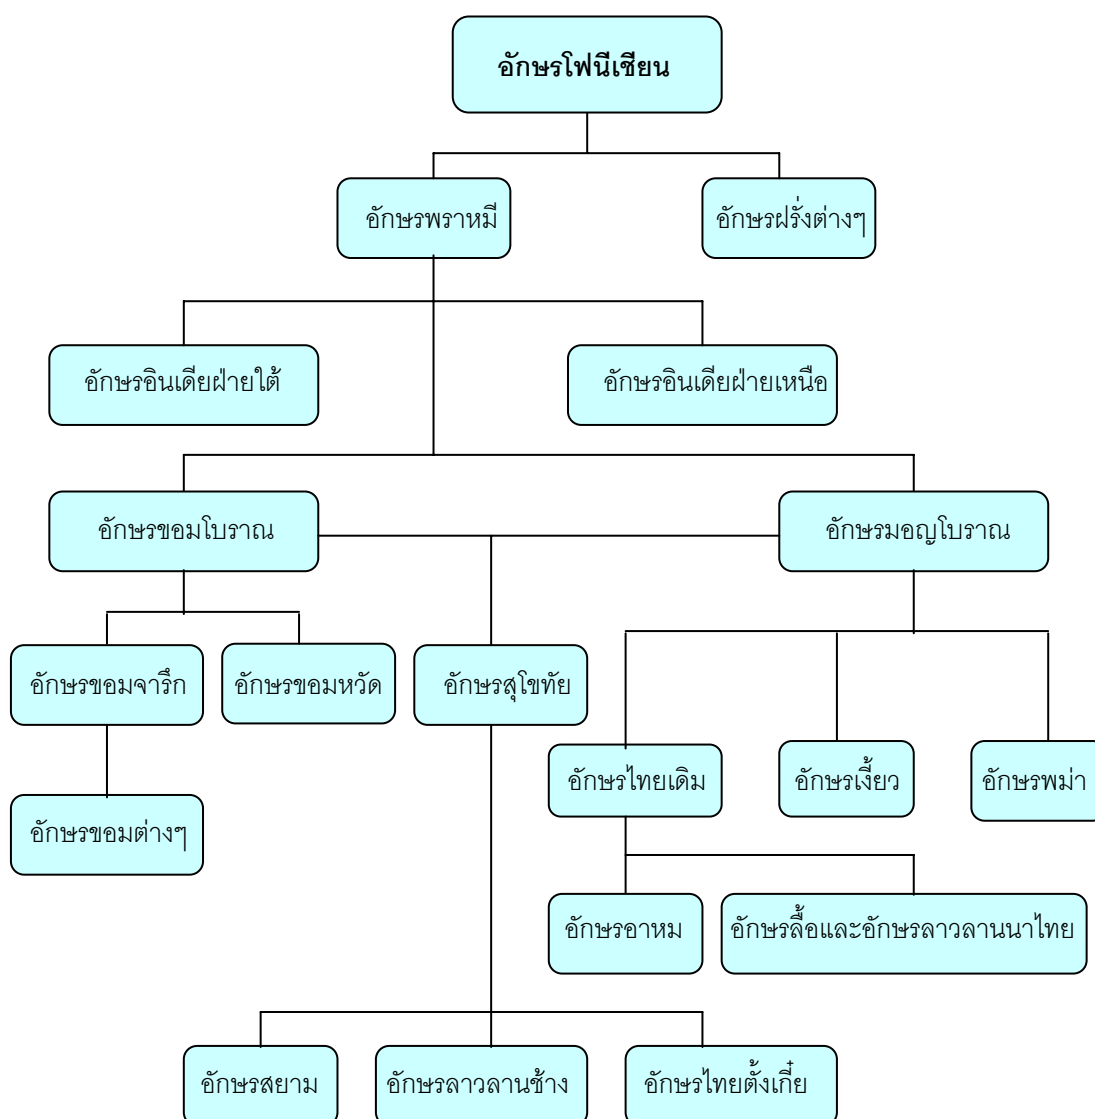 อักษรโฟนีเชียน
อักษรพราหมี
อักษรฝรั่งต่างๆ
อักษรอินเดียฝ่ายใต้
อักษรอินเดียฝ่ายเหนือ
อักษรขอมโบราณ
อักษรมอญโบราณ
อักษรขอมจารึก
อักษรขอมหวัด
อักษรสุโขทัย
อักษรไทยเดิม
อักษรเงี้ยว
อักษรพม่า
อักษรขอมต่างๆ
อักษรอาหม
อักษรลื้อและอักษรลาวลานนาไทย
อักษรสยาม
อักษรลาวลานช้าง
อักษรไทยตั้งเกี๋ย